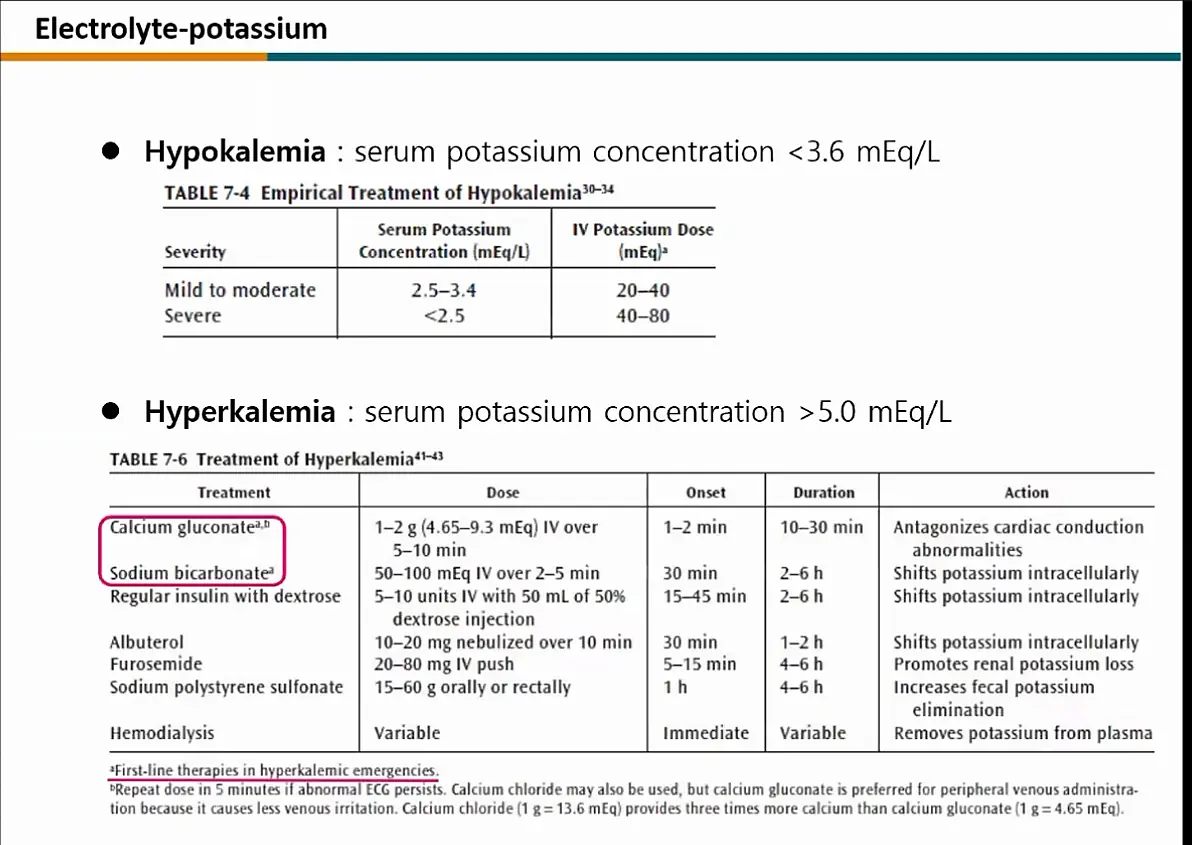 Electrolyte-potassium
● Hypokalemia : serum potassium concentration <3.6 mEq/L
TABLE 7-4 Empirical Treatment of Hypokalemia³⁰⁻³⁴
Severity | Serum Potassium Concentration (mEq/L) | IV Potassium Dose (mEq)ᵃ
Mild to moderate | 2.5–3.4 | 20–40
Severe | <2.5 | 40–80
● Hyperkalemia : serum potassium concentration >5.0 mEq/L
TABLE 7-6 Treatment of Hyperkalemia⁴¹⁻⁴³
Treatment | Dose | Onset | Duration | Action
Calcium gluconateᵃ,ᵇ | 1–2 g (4.65–9.3 mEq) IV over 5–10 min | 1–2 min | 10–30 min | Antagonizes cardiac conduction abnormalities
Sodium bicarbonateᵃ | 50–100 mEq IV over 2–5 min | 30 min | 2–6 h | Shifts potassium intracellularly
Regular insulin with dextrose | 5–10 units IV with 50 mL of 50% dextrose injection | 15–45 min | 2–6 h | Shifts potassium intracellularly
Albuterol | 10–20 mg nebulized over 10 min | 30 min | 1–2 h | Shifts potassium intracellularly
Furosemide | 20–80 mg IV push | 5–15 min | 4–6 h | Promotes renal potassium loss
Sodium polystyrene sulfonate | 15–60 g orally or rectally | 1 h | 4–6 h | Increases fecal potassium elimination
Hemodialysis | Variable | Immediate | Variable | Removes potassium from plasma
ᵃFirst-line therapies in hyperkalemic emergencies.
ᵇRepeat dose in 5 minutes if abnormal ECG persists. Calcium chloride may also be used, but calcium gluconate is preferred for peripheral venous administra-
tion because it causes less venous irritation. Calcium chloride (1 g = 13.6 mEq) provides three times more calcium than calcium gluconate (1 g = 4.65 mEq).